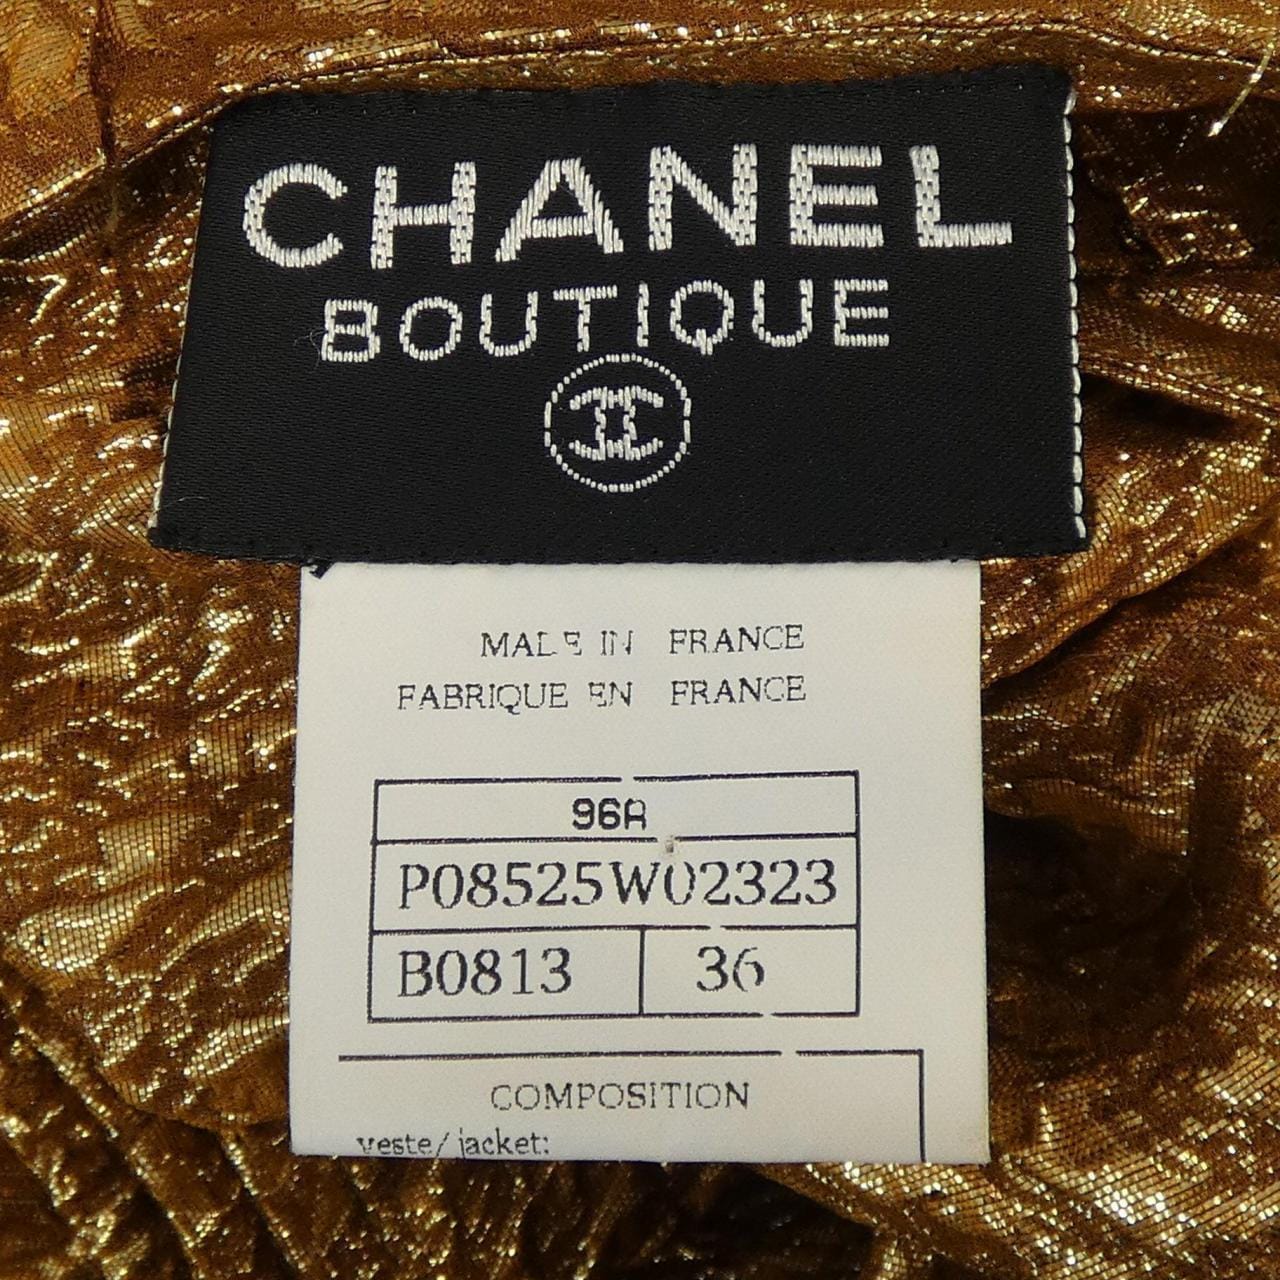 CHANEL
BOUTIQUE
MADE IN FRANCE
FABRIQUE EN FRANCE
96A
P08525W02323
B0813 36
COMPOSITION
veste/jacket: